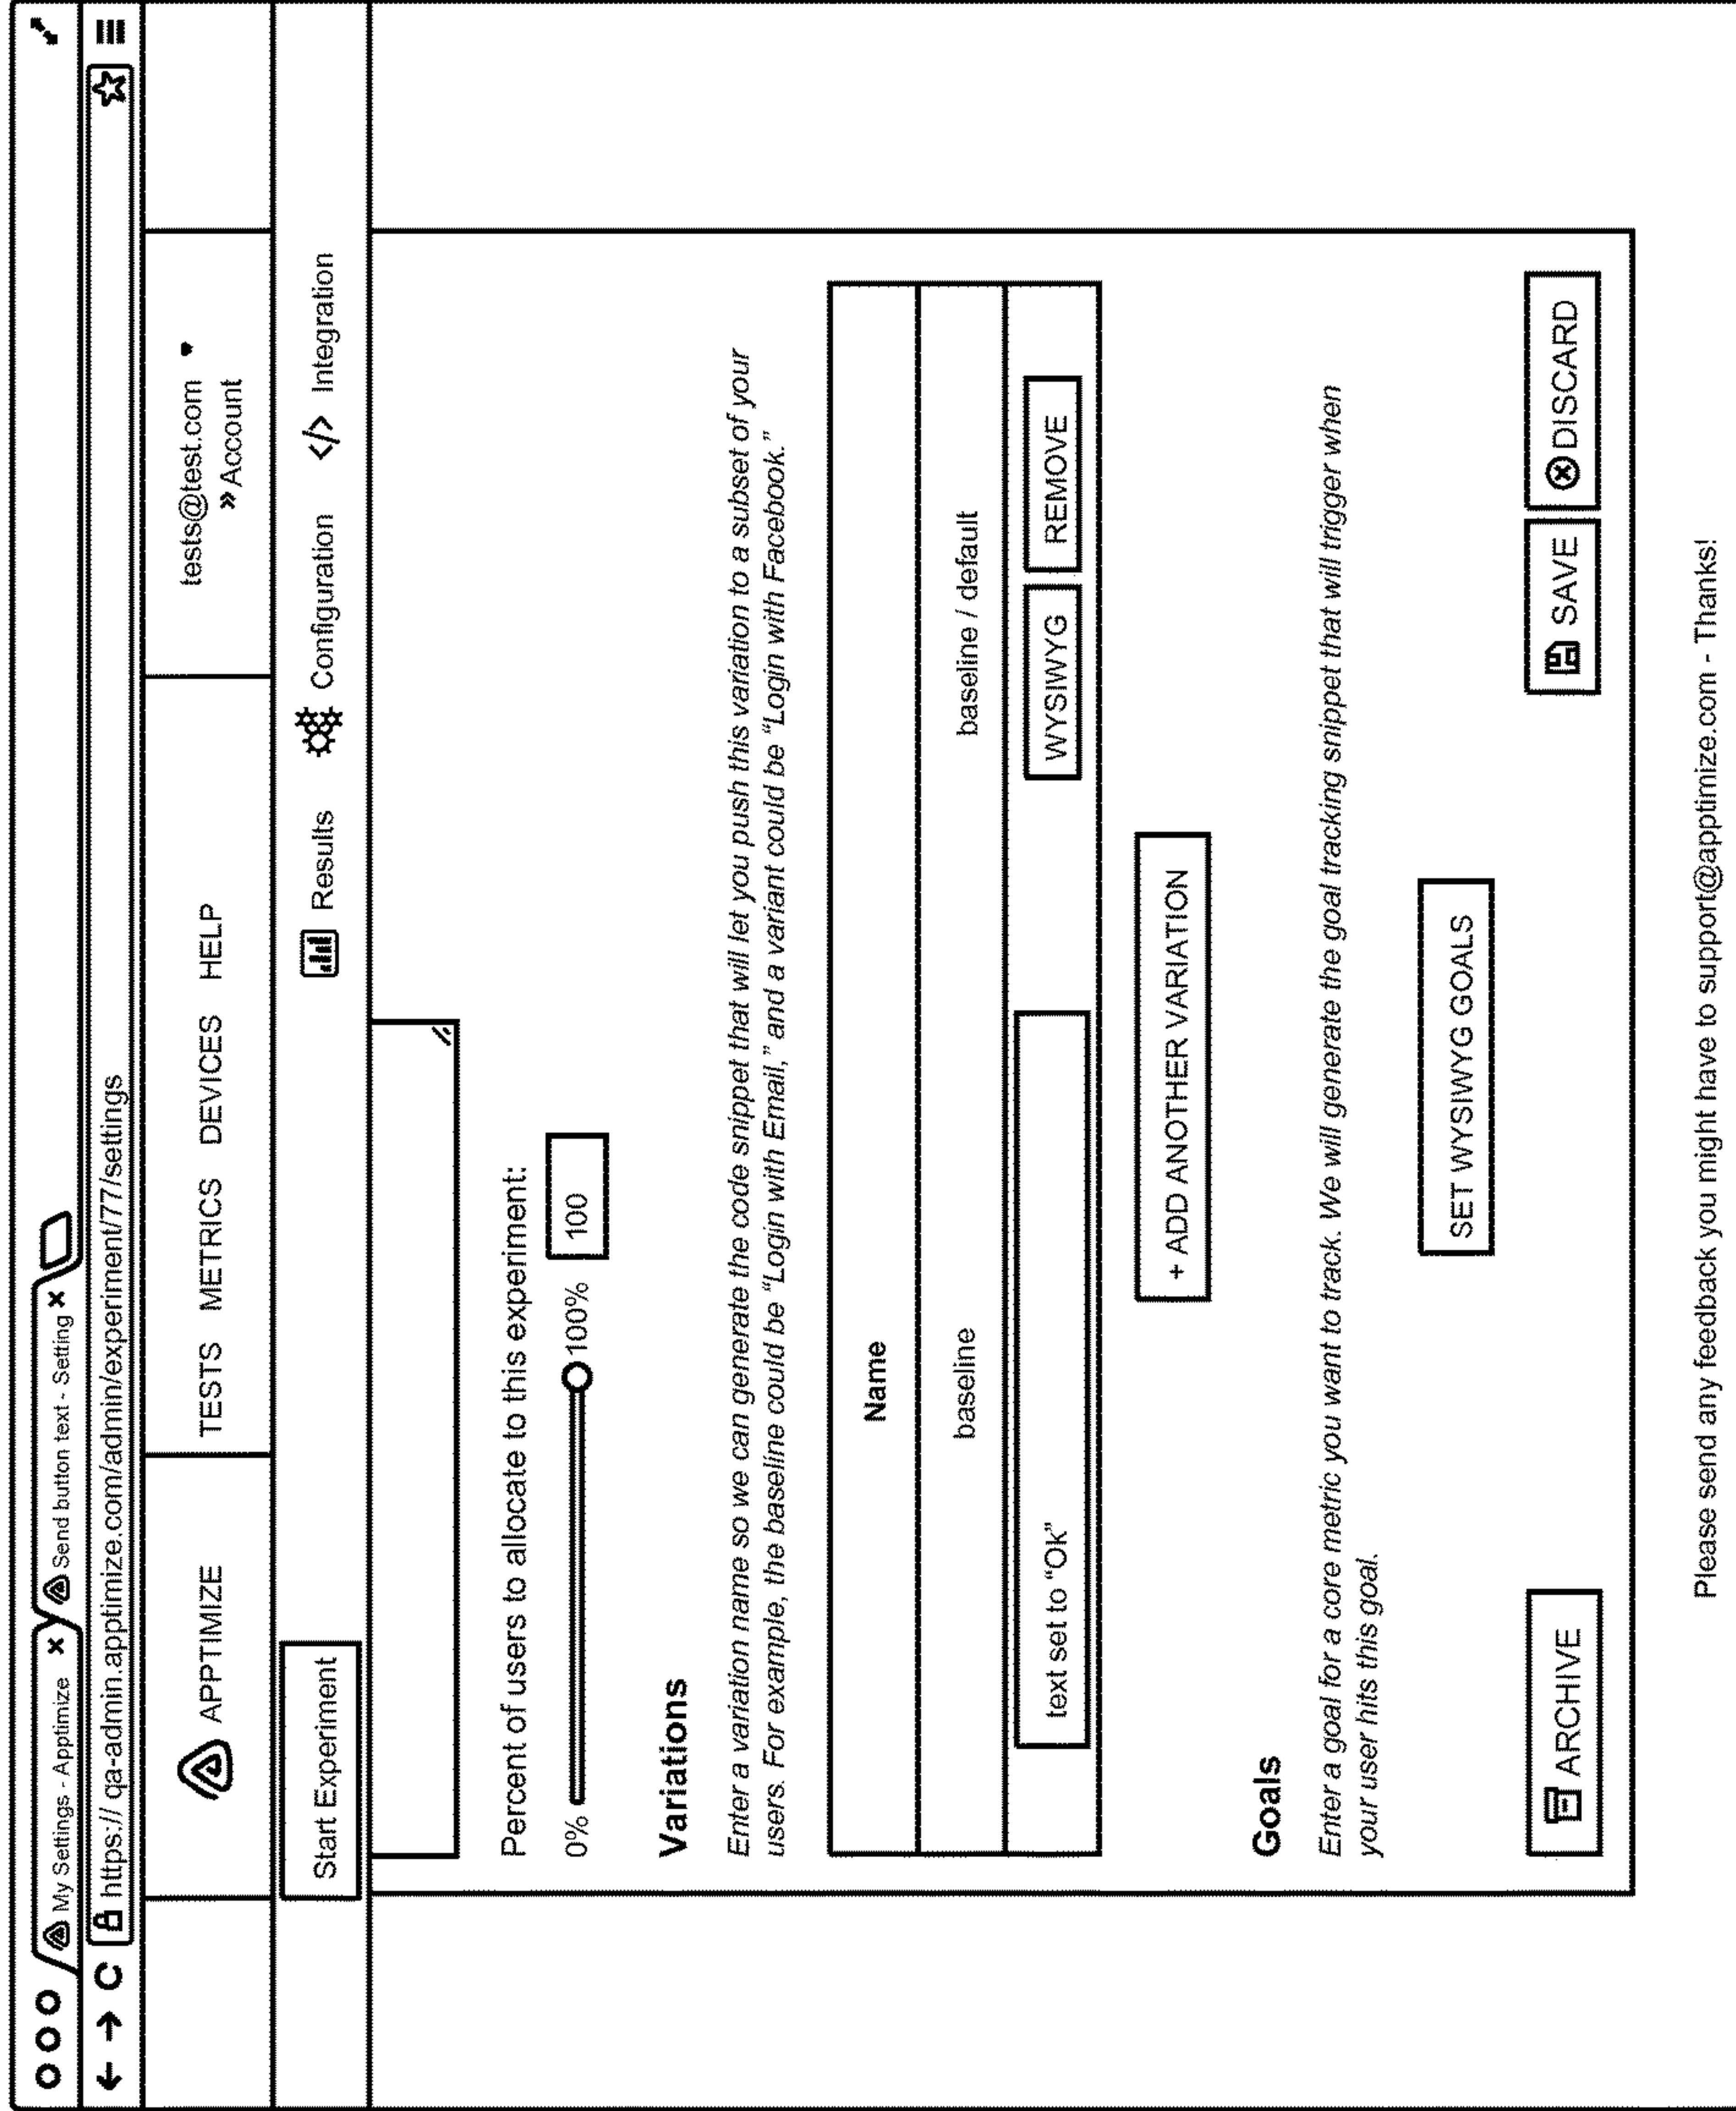 My Settings - Apptimize × Send button text - Setting ×
https:// qa-admin.apptimize.com/admin/experiment/77/settings
APPTIMIZE TESTS METRICS DEVICES HELP tests@test.com
» Account
Start Experiment Results Configuration </> Integration
Percent of users to allocate to this experiment:
0% 100% 100
Variations
Enter a variation name so we can generate the code snippet that will let you push this variation to a subset of your
users. For example, the baseline could be “Login with Email,” and a variant could be “Login with Facebook.”
Name
baseline baseline / default
text set to “OK” WYSIWYG REMOVE
+ ADD ANOTHER VARIATION
Goals
Enter a goal for a core metric you want to track. We will generate the goal tracking snippet that will trigger when
your user hits this goal.
SET WYSIWYG GOALS
ARCHIVE SAVE DISCARD
Please send any feedback you might have to support@apptimize.com - Thanks!